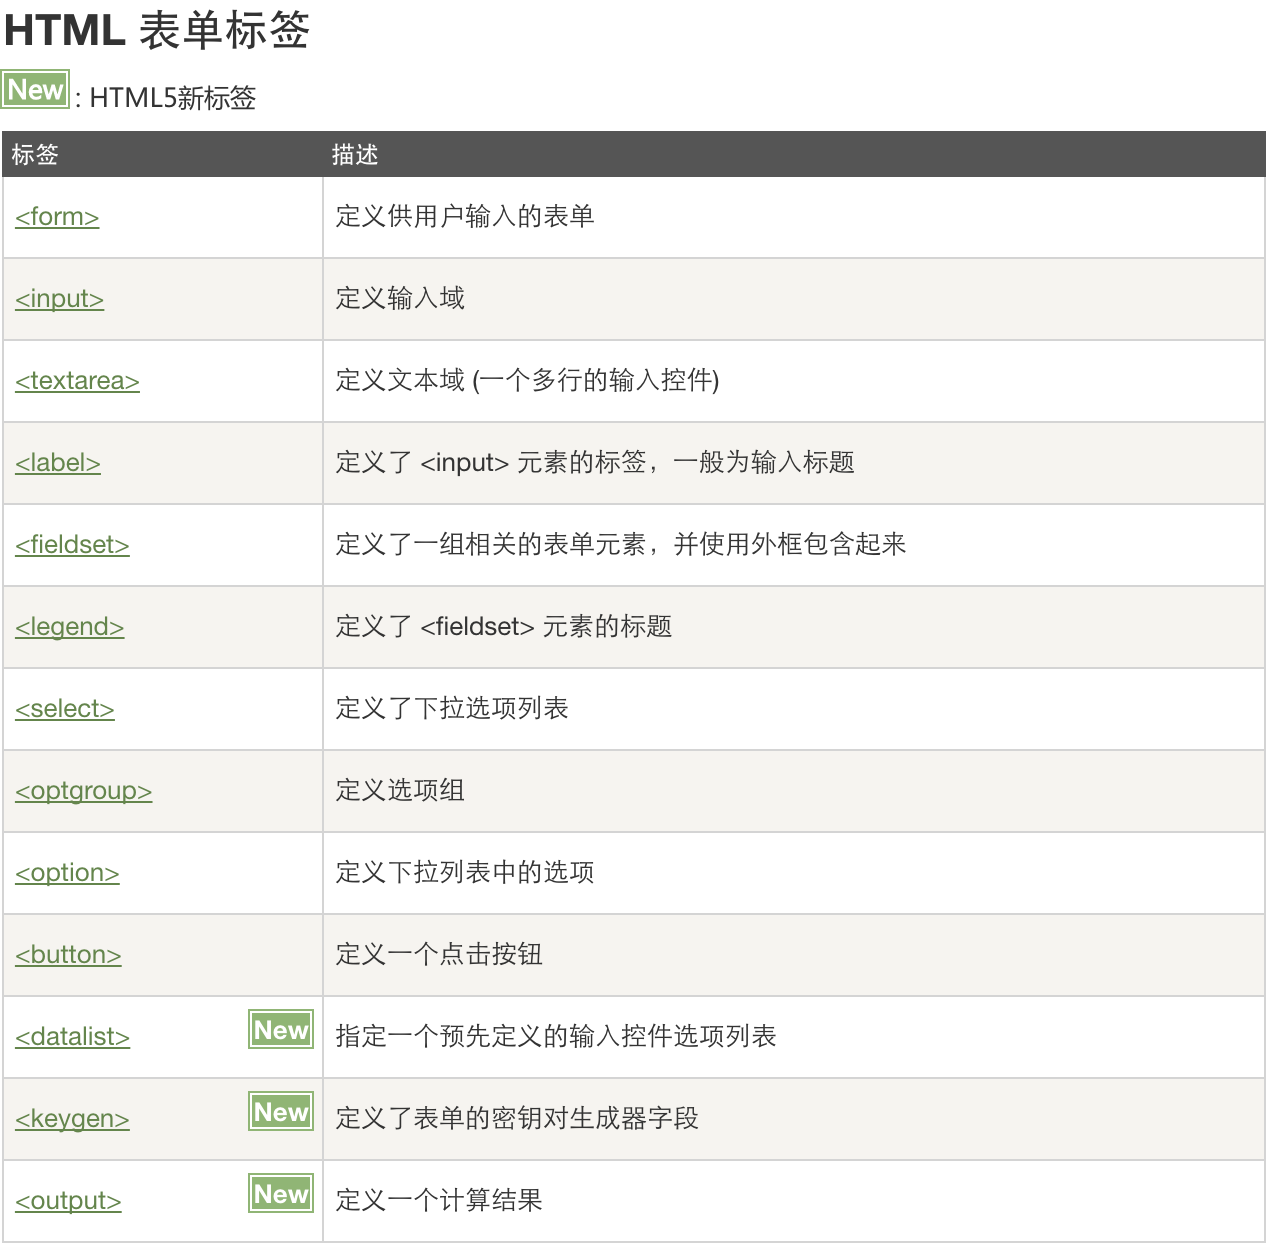 HTML 表单标签
New : HTML5新标签
标签 描述
<form> 定义供用户输入的表单
<input> 定义输入域
<textarea> 定义文本域 (一个多行的输入控件)
<label> 定义了 <input> 元素的标签，一般为输入标题
<fieldset> 定义了一组相关的表单元素，并使用外框包含起来
<legend> 定义了 <fieldset> 元素的标题
<select> 定义了下拉选项列表
<optgroup> 定义选项组
<option> 定义下拉列表中的选项
<button> 定义一个点击按钮
<datalist> New 指定一个预先定义的输入控件选项列表
<keygen> New 定义了表单的密钥对生成器字段
<output> New 定义一个计算结果